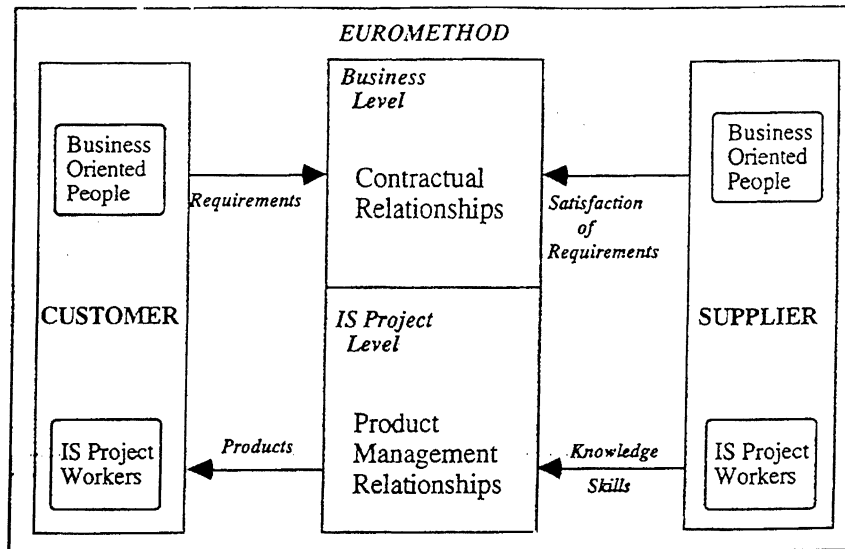 EUROMETHOD
Business
Oriented
People
CUSTOMER
IS Project
Workers
Requirements
Products
Business
Level
Contractual
Relationships
IS Project
Level
Product
Management
Relationships
Satisfaction
of
Requirements
Knowledge
Skills
Business
Oriented
People
SUPPLIER
IS Project
Workers